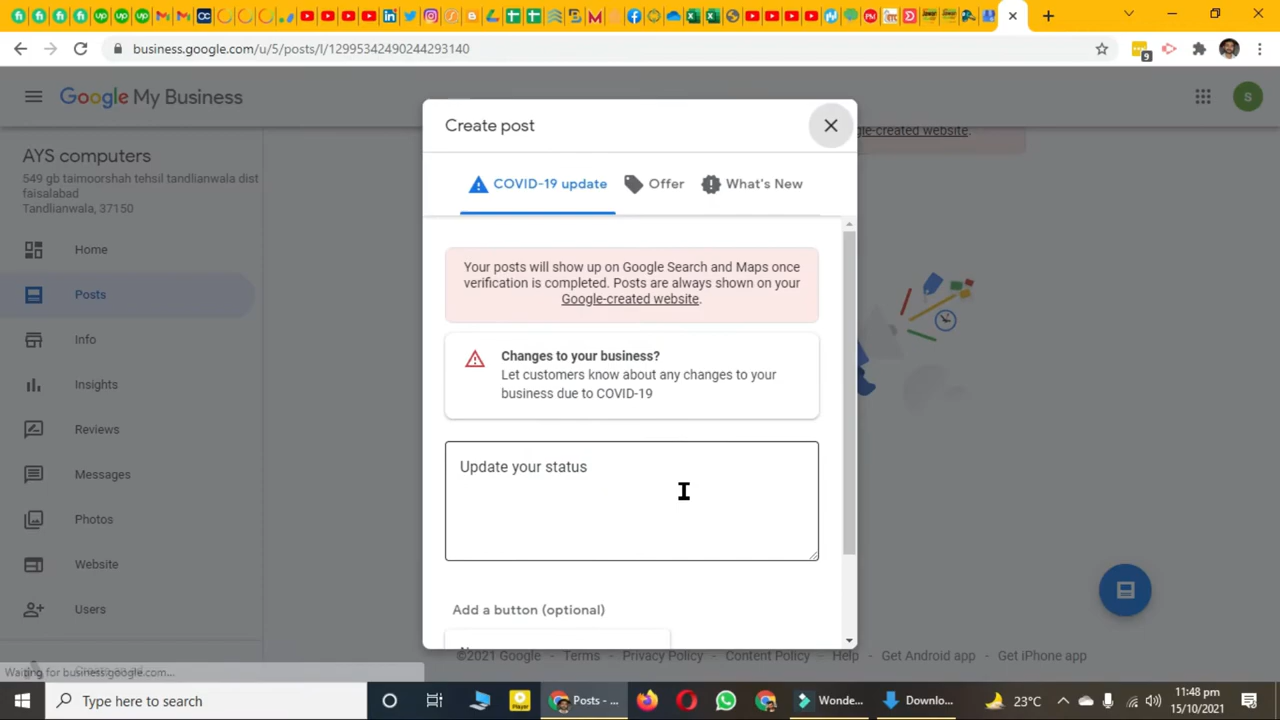 business.google.com/u/5/posts/l/12995342490244293140
9
Google My Business
S
AYS computers
549 gb taimoorshah tehsil tandlianwala dist
faisalabad
Tandlianwala, 37150
Home
Posts
Info
Insights
Reviews
Messages
Photos
Website
Users
Google-created website.
Create post
COVID-19 update
Offer
What's New
Your posts will show up on Google Search and Maps once
verification is completed. Posts are always shown on your
Google-created website.
Changes to your business?
Let customers know about any changes to your
business due to COVID-19
Update your status
Add a button (optional)
©2021 Google
Terms
Privacy Policy
Content Policy
Help
Get Android app
Get iPhone app
Waiting for business.google.com...
Type here to search
Posts - ...
Wonde...
Downlo...
23°C
11:48 pm
15/10/2021